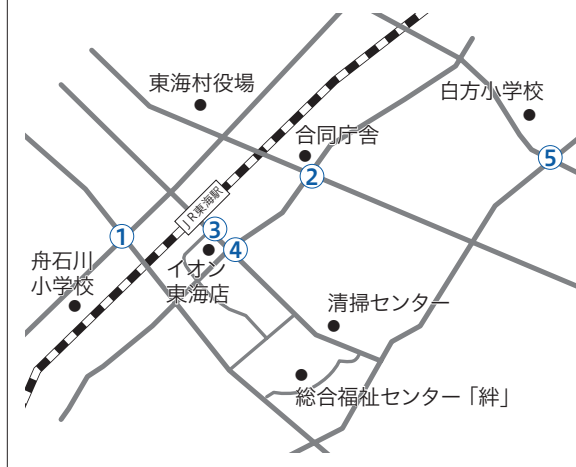 東海村役場
白方小学校
合同庁舎
⑤
②
JR東海駅
①
③
④
舟石川
小学校
イオン
東海店
清掃センター
総合福祉センター「絆」